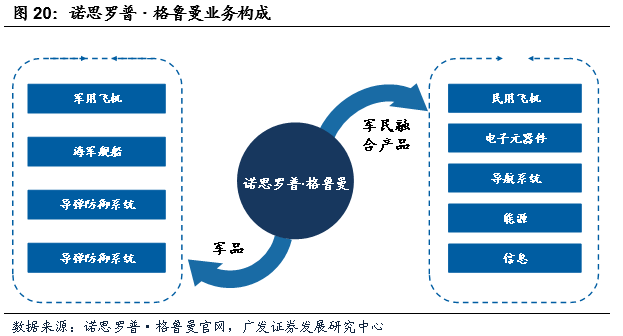 图 20：诺思罗普·格鲁曼业务构成
军用飞机
海军舰船
导弹防御系统
导弹防御系统
诺思罗普·格鲁曼
军品
军民融
合产品
民用飞机
电子元器件
导航系统
能源
信息
数据来源：诺思罗普·格鲁曼官网，广发证券发展研究中心